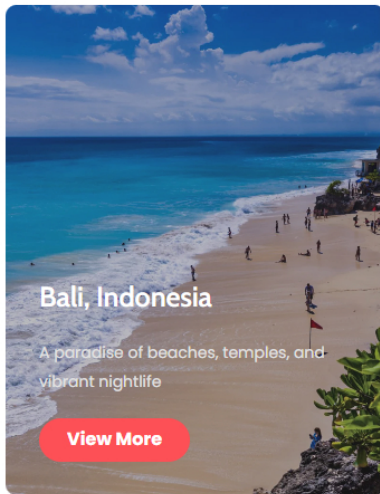 Bali, Indonesia
A paradise of beaches, temples, and
vibrant nightlife
View More